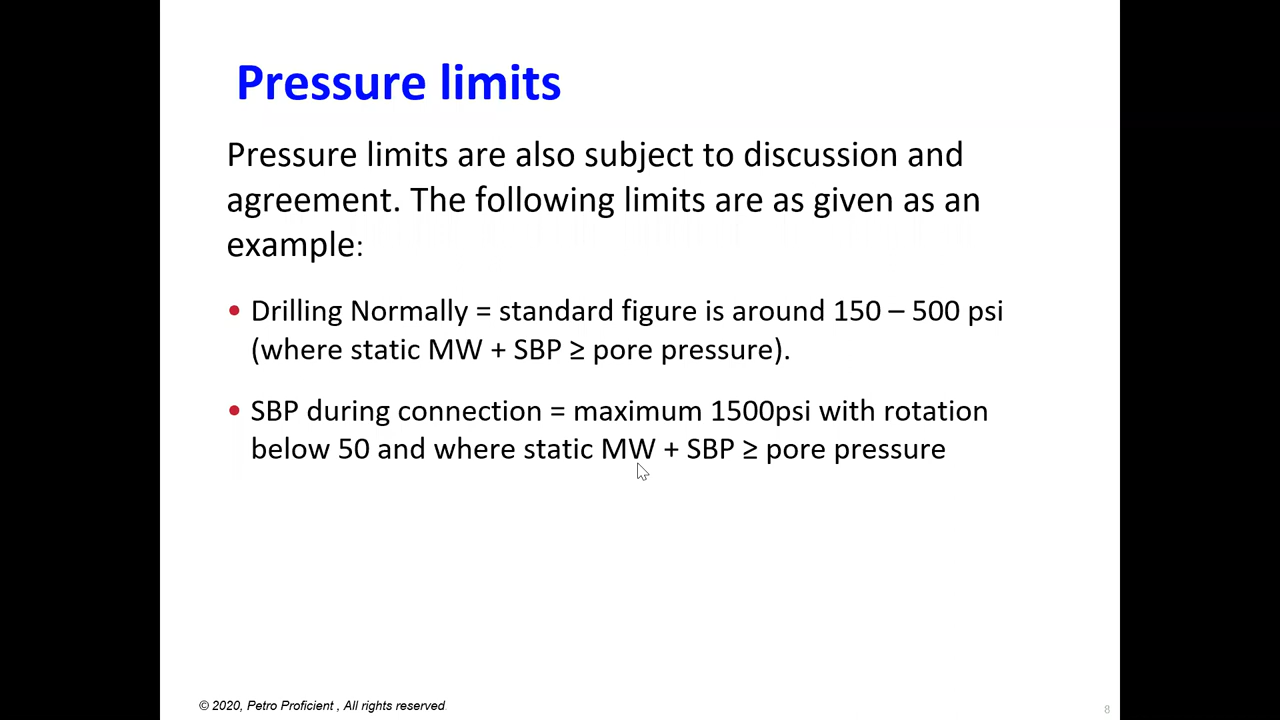 Pressure limits
Pressure limits are also subject to discussion and
agreement. The following limits are as given as an
example:
• Drilling Normally = standard figure is around 150 – 500 psi
(where static MW + SBP ≥ pore pressure).
• SBP during connection = maximum 1500psi with rotation
below 50 and where static MW + SBP ≥ pore pressure
© 2020, Petro Proficient , All rights reserved
8